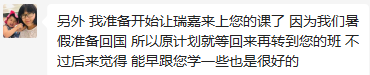 另外 我准备开始让瑞嘉来上您的课了 因为我们暑
假准备回国 所以原计划就等回来再转到您的班 不
过后来觉得 能早跟您学一些也是很好的